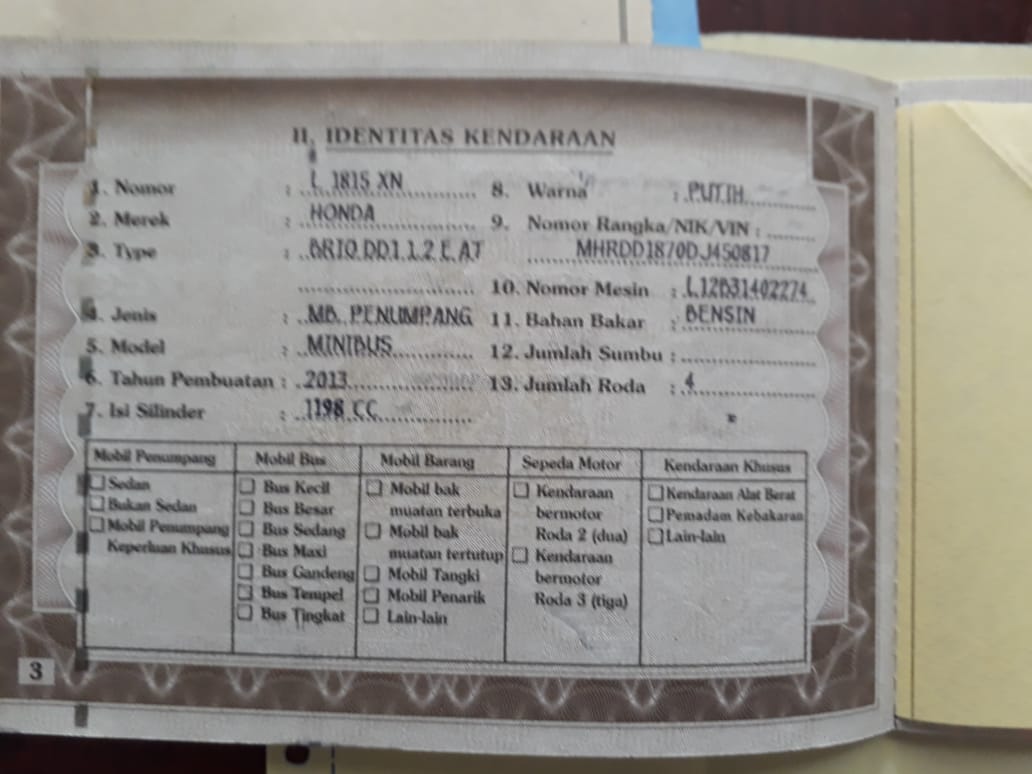 II. IDENTITAS KENDARAAN
1. Nomor : L 1815 XN
2. Merek : HONDA
3. Type : BRIO DD1 1.2 E AT
4. Jenis : MB. PENUMPANG
5. Model : MINIBUS
6. Tahun Pembuatan : 2013
7. Isi Silinder : 1198 CC
8. Warna : PUTIH
9. Nomor Rangka/NIK/VIN :
MHRDD1870DJ450817
10. Nomor Mesin : L12B31402274
11. Bahan Bakar : BENSIN
12. Jumlah Sumbu :
13. Jumlah Roda : 4
Mobil Penumpang
Sedan
Bukan Sedan
Mobil Penumpang
Keperluan Khusus
Mobil Bus
Bus Kecil
Bus Besar
Bus Sedang
Bus Maxi
Bus Gandeng
Bus Tempel
Bus Tingkat
Mobil Barang
Mobil bak
muatan terbuka
Mobil bak
muatan tertutup
Mobil Tangki
Mobil Penarik
Lain-lain
Sepeda Motor
Kendaraan
bermotor
Roda 2 (dua)
Kendaraan
bermotor
Roda 3 (tiga)
Kendaraan Khusus
Kendaraan Alat Berat
Pemadam Kebakaran
Lain-lain
3